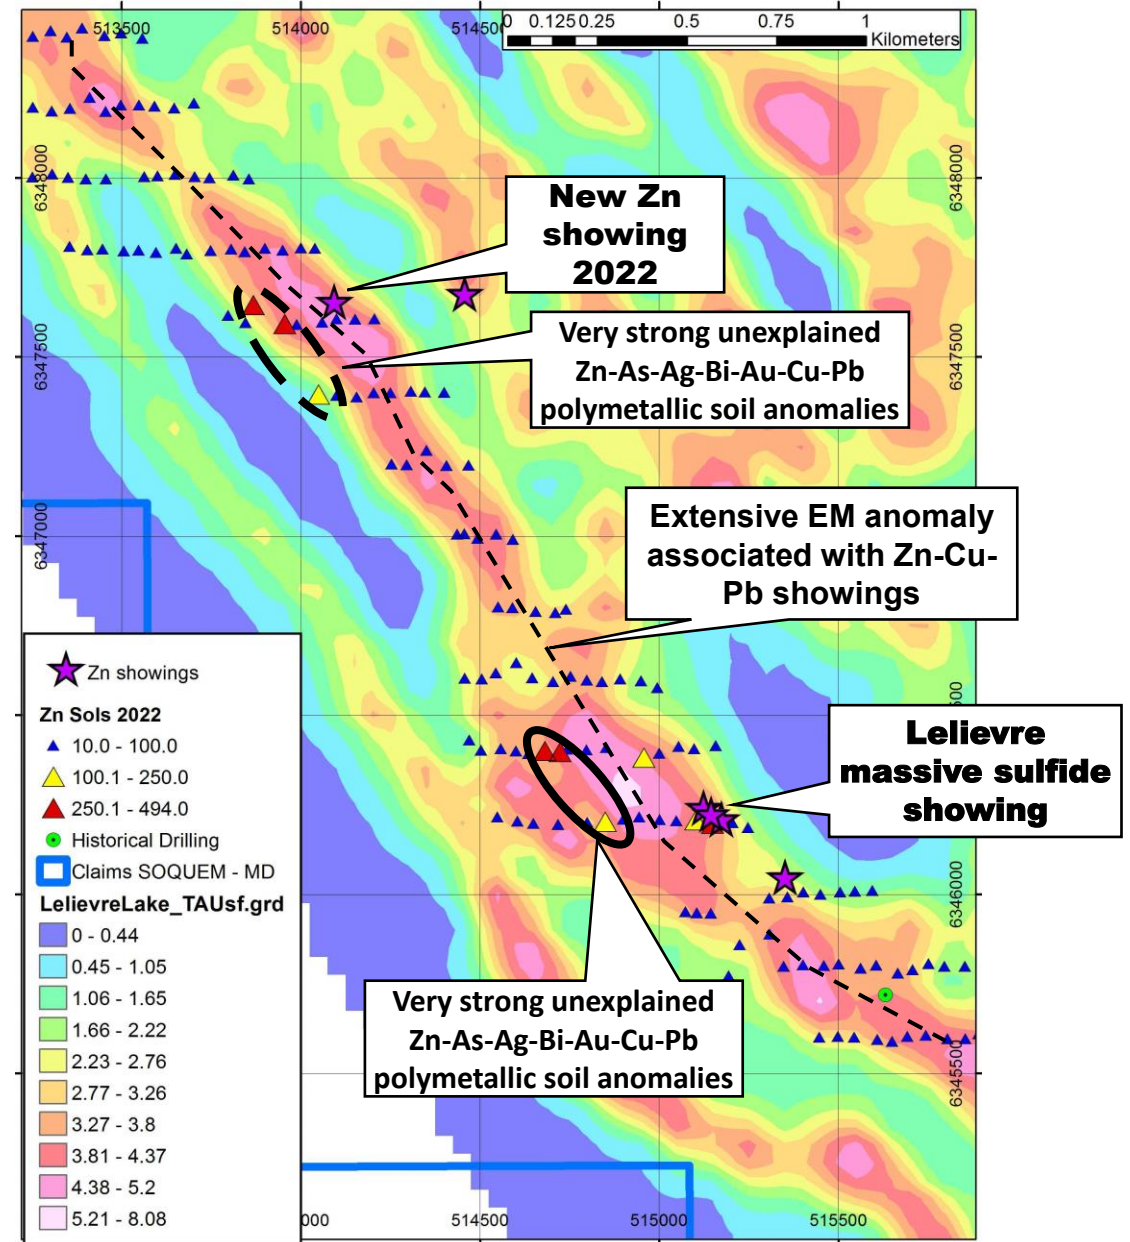 0 0.125 0.25 0.5 0.75 1
Kilometers
513500 514000 514500
6348000
6348000
New Zn
showing
2022
Very strong unexplained
Zn-As-Ag-Bi-Au-Cu-Pb
polymetallic soil anomalies
6347500
6347500
Extensive EM anomaly
associated with Zn-Cu-
Pb showings
6347000
500
Lelievre
massive sulfide
showing
6346000
Very strong unexplained
Zn-As-Ag-Bi-Au-Cu-Pb
polymetallic soil anomalies
6345500
Zn showings
Zn Sols 2022
10.0 - 100.0
100.1 - 250.0
250.1 - 494.0
Historical Drilling
Claims SOQUEM - MD
LelievreLake_TAUsf.grd
0 - 0.44
0.45 - 1.05
1.06 - 1.65
1.66 - 2.22
2.23 - 2.76
2.77 - 3.26
3.27 - 3.8
3.81 - 4.37
4.38 - 5.2
5.21 - 8.08
000 514500 515000 515500